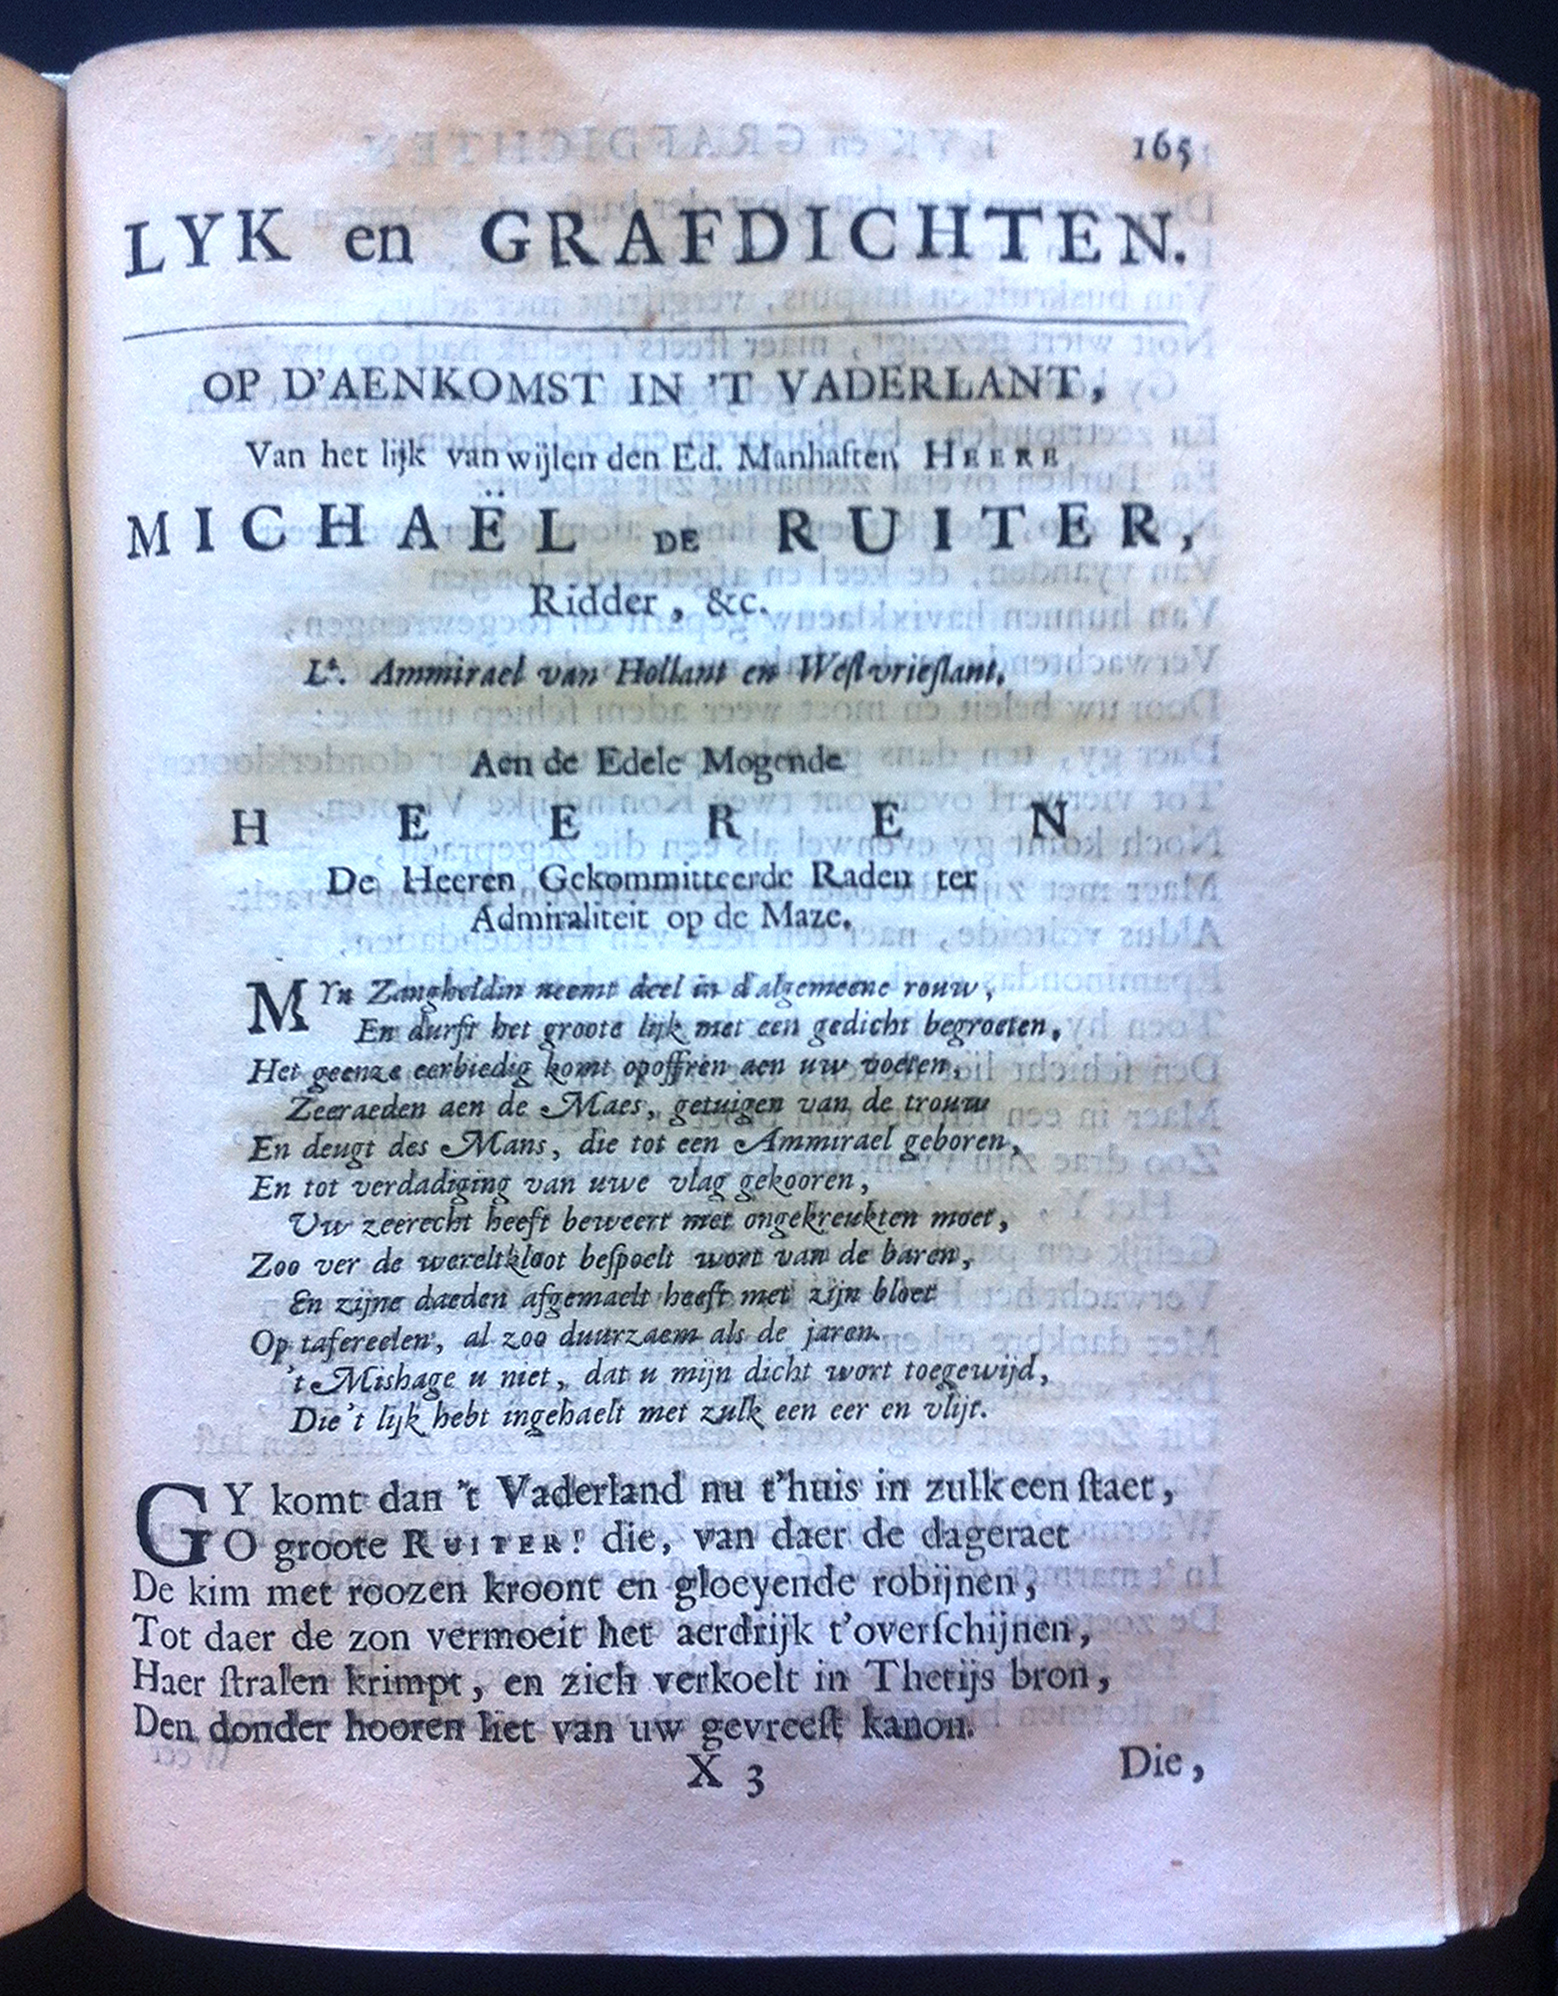 165
LYK en GRAFDICHTEN.
OP D'AENKOMST IN 'T VADERLANT,
Van het lijk van wijlen den Ed. Manhaften HEERE
MICHAËL DE RUITER,
Ridder, &c.
Lt. Ammirael van Hollant en Weſtvrieſlant,
Aen de Edele Mogende
HEEREN
De Heeren Gekommitteerde Raden ter
Admiraliteit op de Maze.
MYn Zangheldin neemt deel in d'algemeene rouw,
En durft het groote lijk met een gedicht begroeten,
Het geenze eerbiedig komt opoffren aen uw voeten,
Zeeraeden aen de Maes, getuigen van de trouw
En deugt des Mans, die tot een Ammirael geboren,
En tot verdadiging van uwe vlag gekooren,
Uw zeerecht heeft beweert met ongekreukten moet,
Zoo ver de wereltkloot beſpoelt wort van de baren,
En zijne daeden afgemaelt heeft met zijn bloet
Op tafereelen, al zoo duurzaem als de jaren.
't Mishage u niet, dat u mijn dicht wort toegewijd,
Die 't lijk hebt ingehaelt met zulk een eer en vlijt.
GY komt dan 't Vaderland nu t'huis in zulk een ſtaet,
O groote RUITER! die, van daer de dageraet
De kim met roozen kroont en gloeyende robijnen,
Tot daer de zon vermoeit het aerdrijk t'overſchijnen,
Haer ſtralen krimpt, en zich verkoelt in Thetijs bron,
Den donder hooren liet van uw gevreeſt kanon.
X 3
Die,